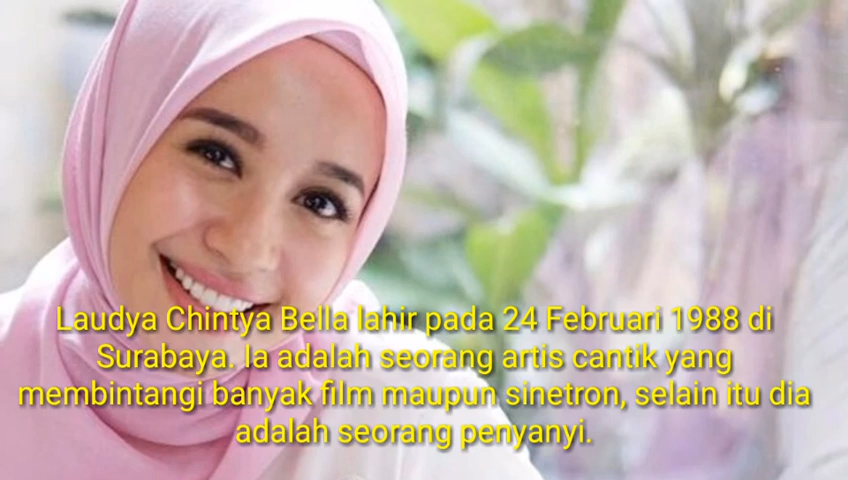 Laudya Chintya Bella lahir pada 24 Februari 1988 di
Surabaya. Ia adalah seorang artis cantik yang
membintangi banyak film maupun sinetron, selain itu dia
adalah seorang penyanyi.